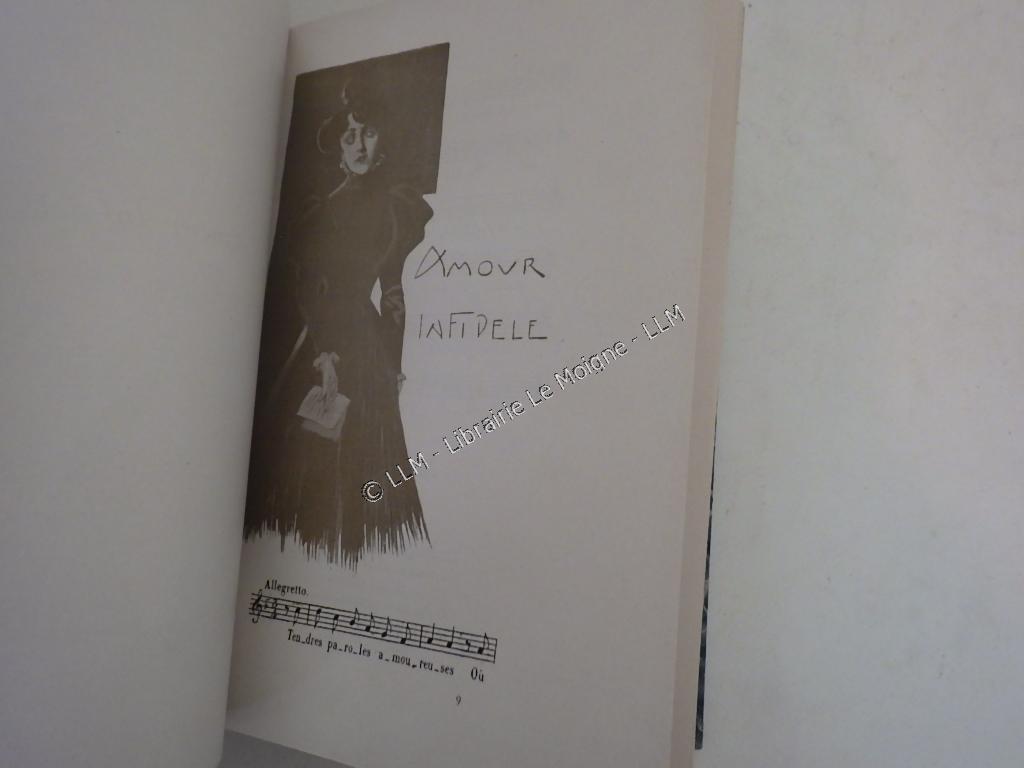 AMOUR
INFIDELE
© LLM - Librairie Le Moigne - LLM
Allegretto.
Ten_dres pa_ro_les a_mou_reu_ses Où
9